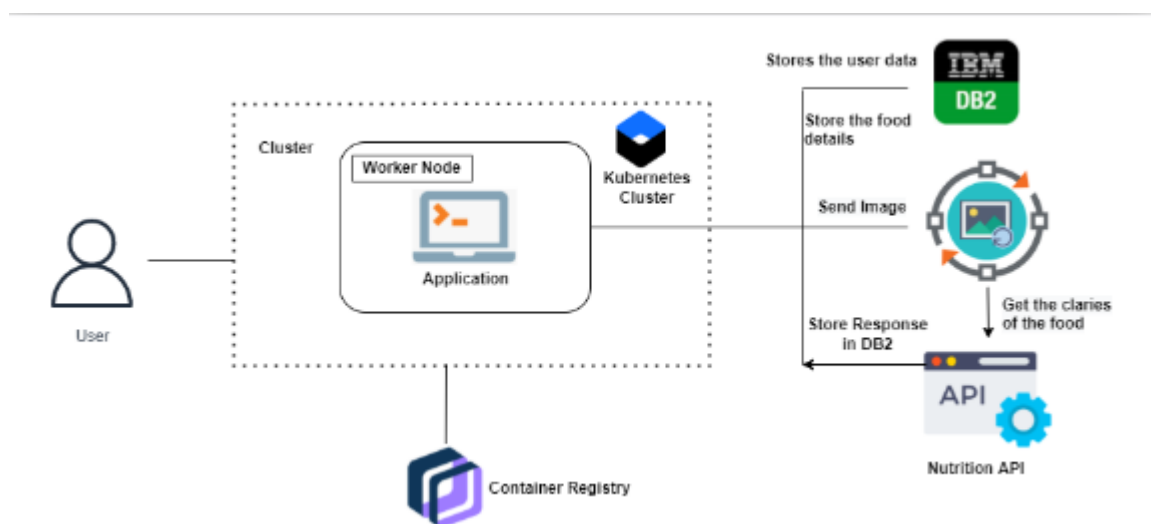 Stores the user data
IBM
DB2
Store the food
details
Cluster
Worker Node
Kubernetes
Cluster
Application
Send Image
User
Get the claries
of the food
Store Response
in DB2
API
Nutrition API
Container Registry